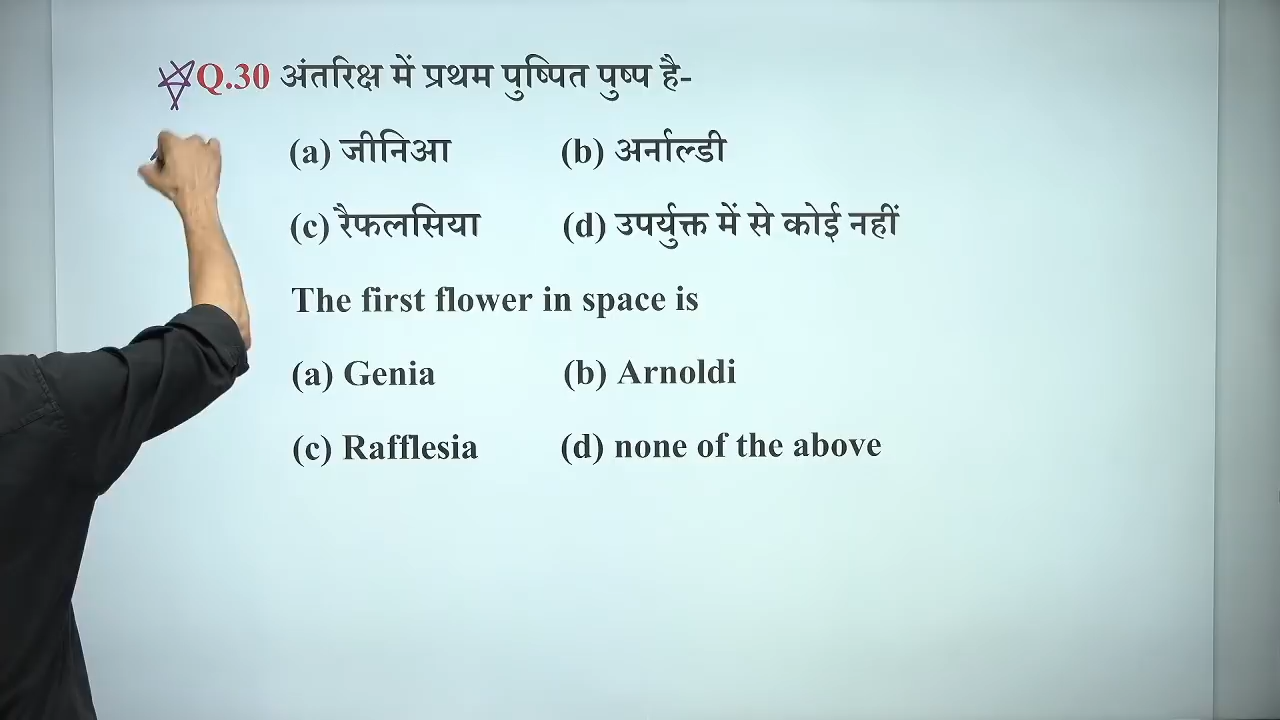 Q.30 अंतरिक्ष में प्रथम पुष्पित पुष्प है-
(a) जीनिआ (b) अर्नाल्डी
(c) रैफलसिया (d) उपर्युक्त में से कोई नहीं
The first flower in space is
(a) Genia (b) Arnoldi
(c) Rafflesia (d) none of the above